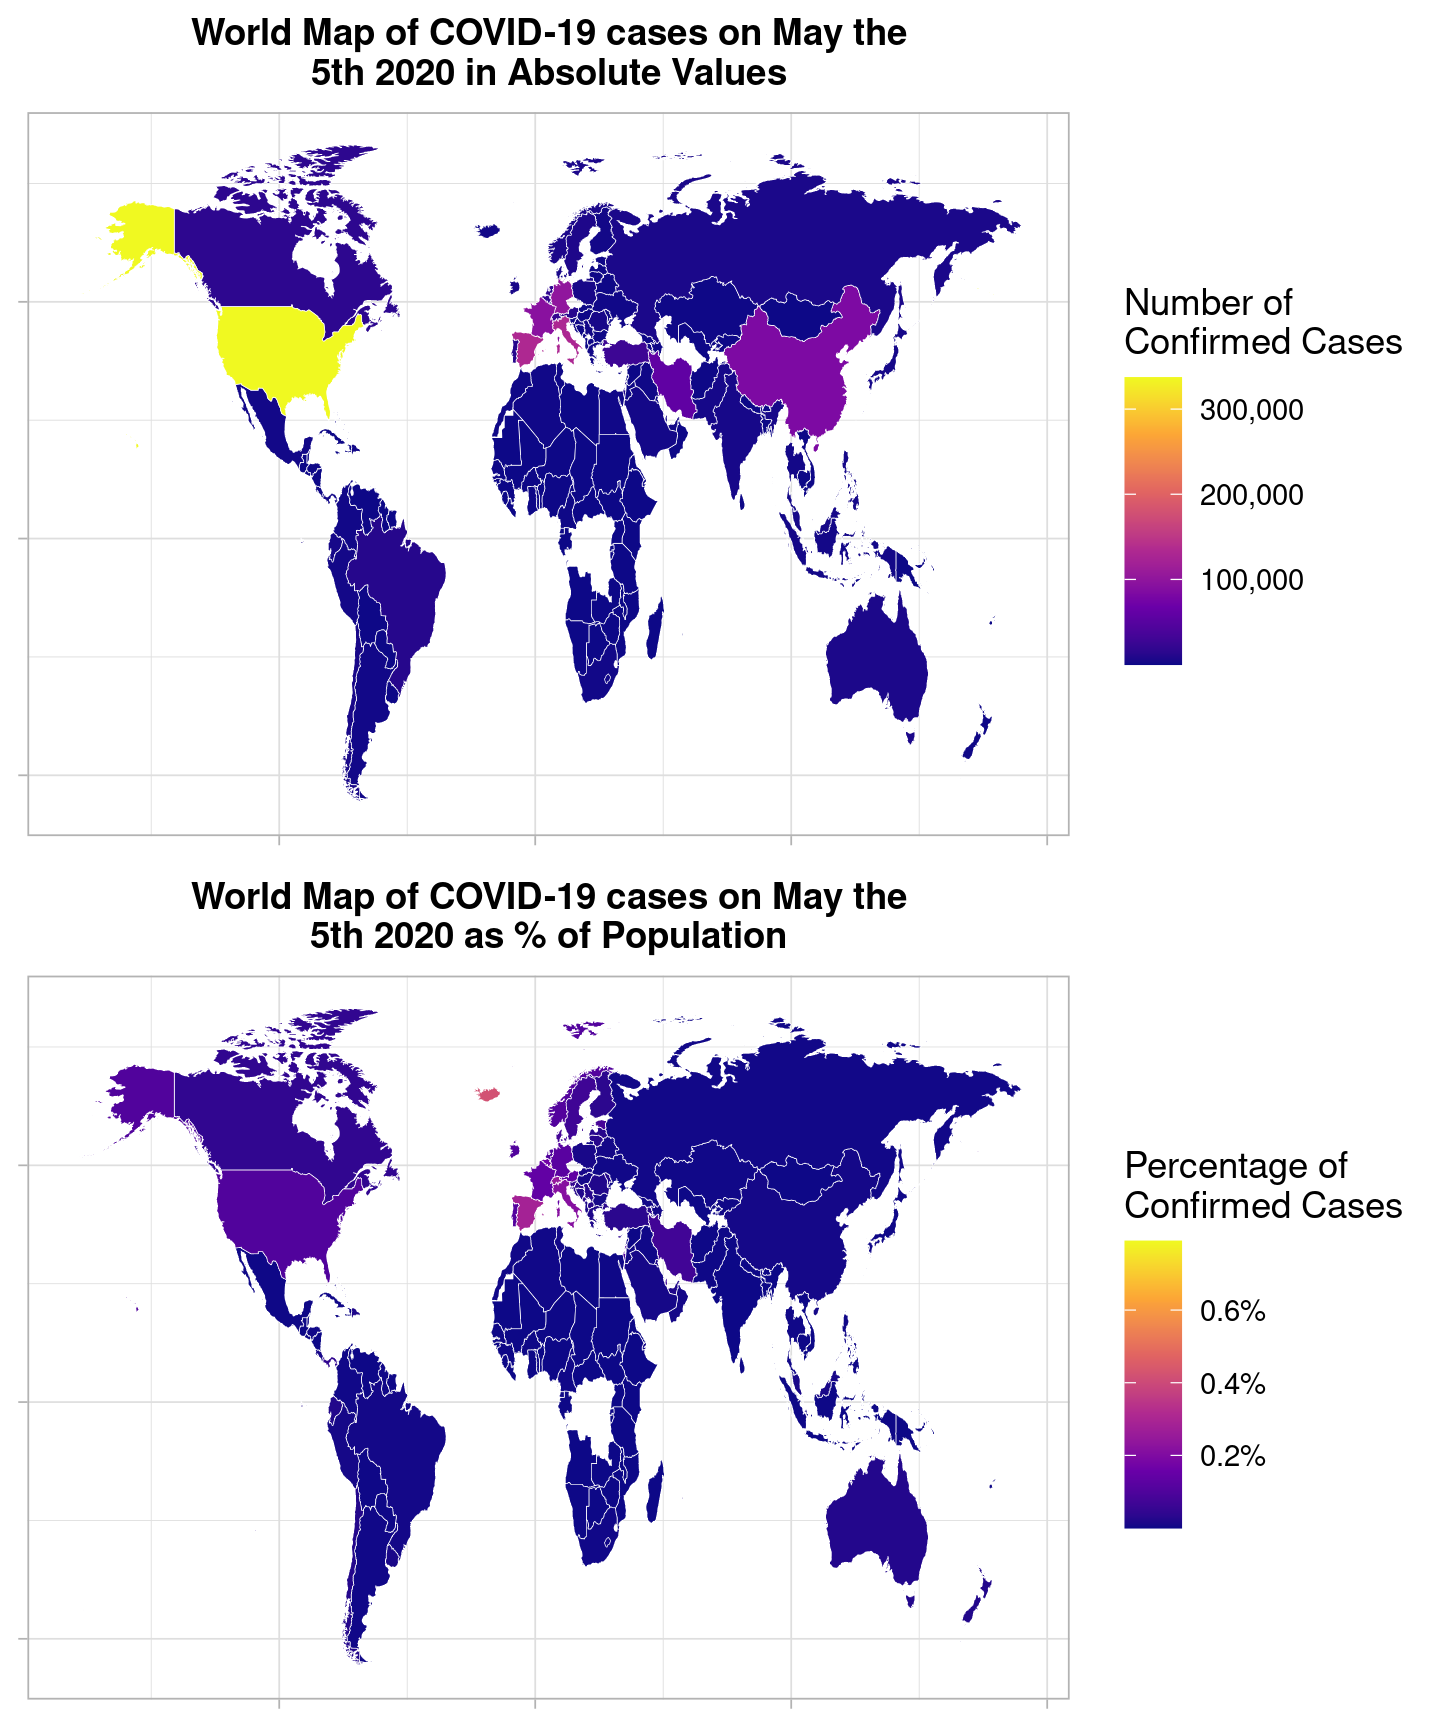 World Map of COVID-19 cases on May the
5th 2020 in Absolute Values
Number of
Confirmed Cases
300,000
200,000
100,000
World Map of COVID-19 cases on May the
5th 2020 as % of Population
Percentage of
Confirmed Cases
0.6%
0.4%
0.2%